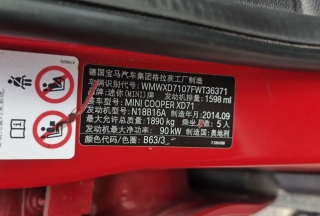 德国宝马汽车集团格拉茨工厂制造
车辆识别代号: WMWXD7107FWT36371
品牌: 迷你(MINI)牌 发动机排量: 1598 ml
整车型号: MINI COOPER XD71
发动机型号: N18B16A 制造年月: 2014.09
最大允许总质量: 1890 kg 乘坐人数: 5人
发动机最大净功率: 90 kW 制造国: 奥地利
颜色代码/色卡: B63/3